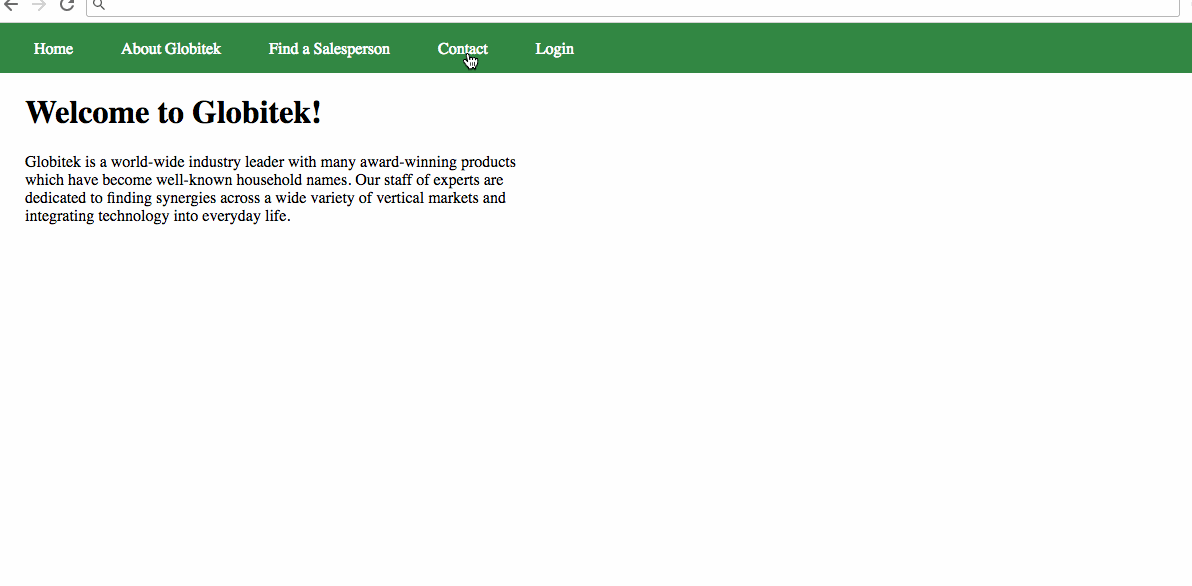 Home About Globitek Find a Salesperson Contact Login
Welcome to Globitek!
Globitek is a world-wide industry leader with many award-winning products
which have become well-known household names. Our staff of experts are
dedicated to finding synergies across a wide variety of vertical markets and
integrating technology into everyday life.